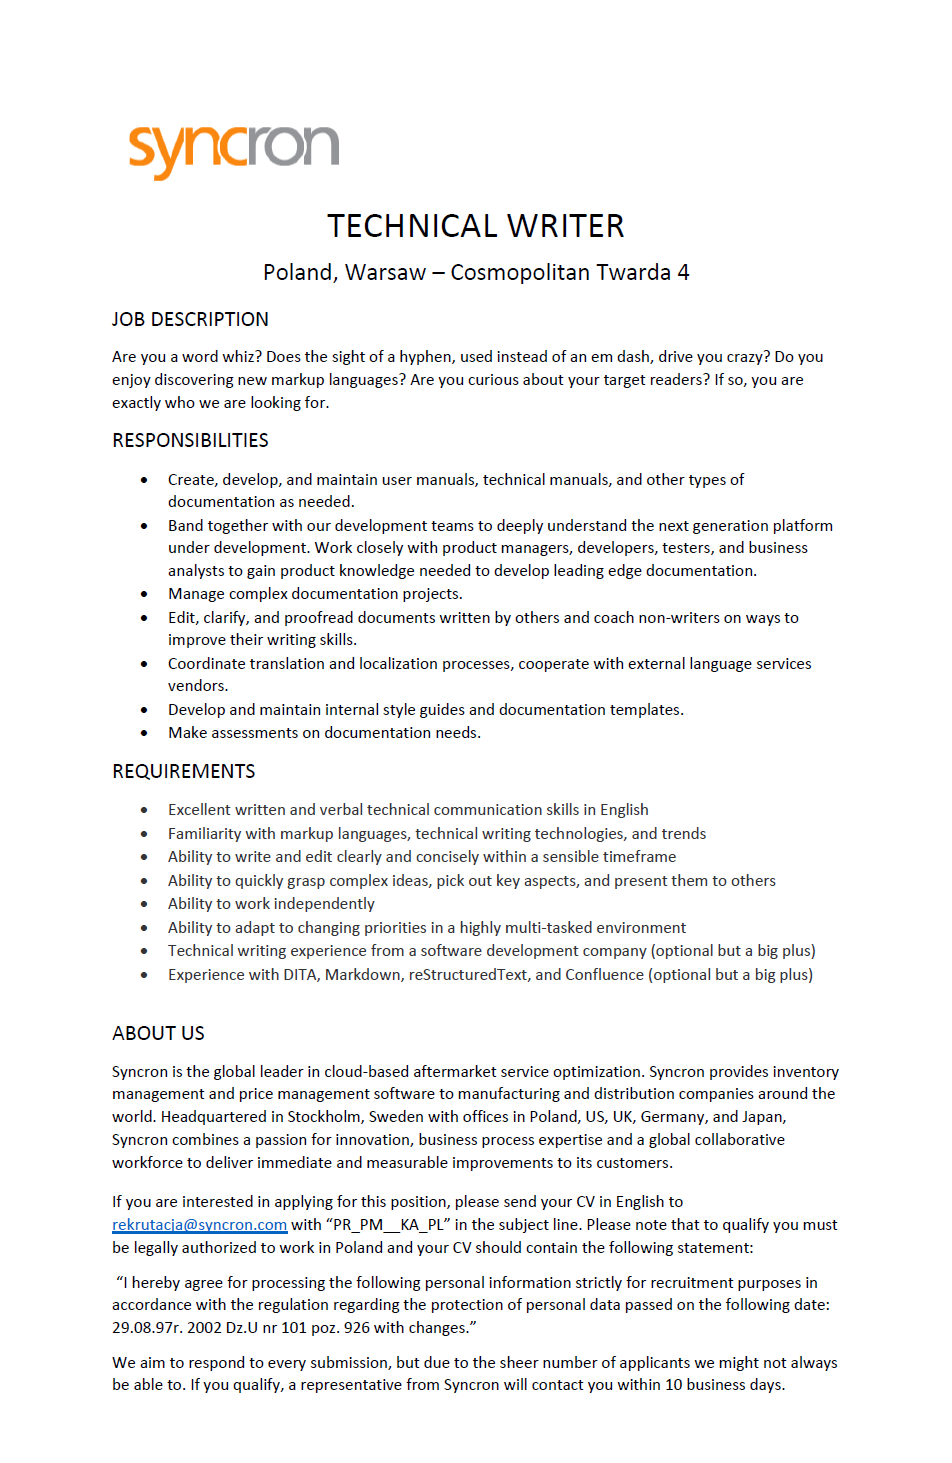 syncron
TECHNICAL WRITER
Poland, Warsaw – Cosmopolitan Twarda 4
JOB DESCRIPTION
Are you a word whiz? Does the sight of a hyphen, used instead of an em dash, drive you crazy? Do you
enjoy discovering new markup languages? Are you curious about your target readers? If so, you are
exactly who we are looking for.
RESPONSIBILITIES
• Create, develop, and maintain user manuals, technical manuals, and other types of
documentation as needed.
• Band together with our development teams to deeply understand the next generation platform
under development. Work closely with product managers, developers, testers, and business
analysts to gain product knowledge needed to develop leading edge documentation.
• Manage complex documentation projects.
• Edit, clarify, and proofread documents written by others and coach non-writers on ways to
improve their writing skills.
• Coordinate translation and localization processes, cooperate with external language services
vendors.
• Develop and maintain internal style guides and documentation templates.
• Make assessments on documentation needs.
REQUIREMENTS
• Excellent written and verbal technical communication skills in English
• Familiarity with markup languages, technical writing technologies, and trends
• Ability to write and edit clearly and concisely within a sensible timeframe
• Ability to quickly grasp complex ideas, pick out key aspects, and present them to others
• Ability to work independently
• Ability to adapt to changing priorities in a highly multi-tasked environment
• Technical writing experience from a software development company (optional but a big plus)
• Experience with DITA, Markdown, reStructuredText, and Confluence (optional but a big plus)
ABOUT US
Syncron is the global leader in cloud-based aftermarket service optimization. Syncron provides inventory
management and price management software to manufacturing and distribution companies around the
world. Headquartered in Stockholm, Sweden with offices in Poland, US, UK, Germany, and Japan,
Syncron combines a passion for innovation, business process expertise and a global collaborative
workforce to deliver immediate and measurable improvements to its customers.
If you are interested in applying for this position, please send your CV in English to
rekrutacja@syncron.com with “PR_PM__KA_PL” in the subject line. Please note that to qualify you must
be legally authorized to work in Poland and your CV should contain the following statement:
“I hereby agree for processing the following personal information strictly for recruitment purposes in
accordance with the regulation regarding the protection of personal data passed on the following date:
29.08.97r. 2002 Dz.U nr 101 poz. 926 with changes.”
We aim to respond to every submission, but due to the sheer number of applicants we might not always
be able to. If you qualify, a representative from Syncron will contact you within 10 business days.